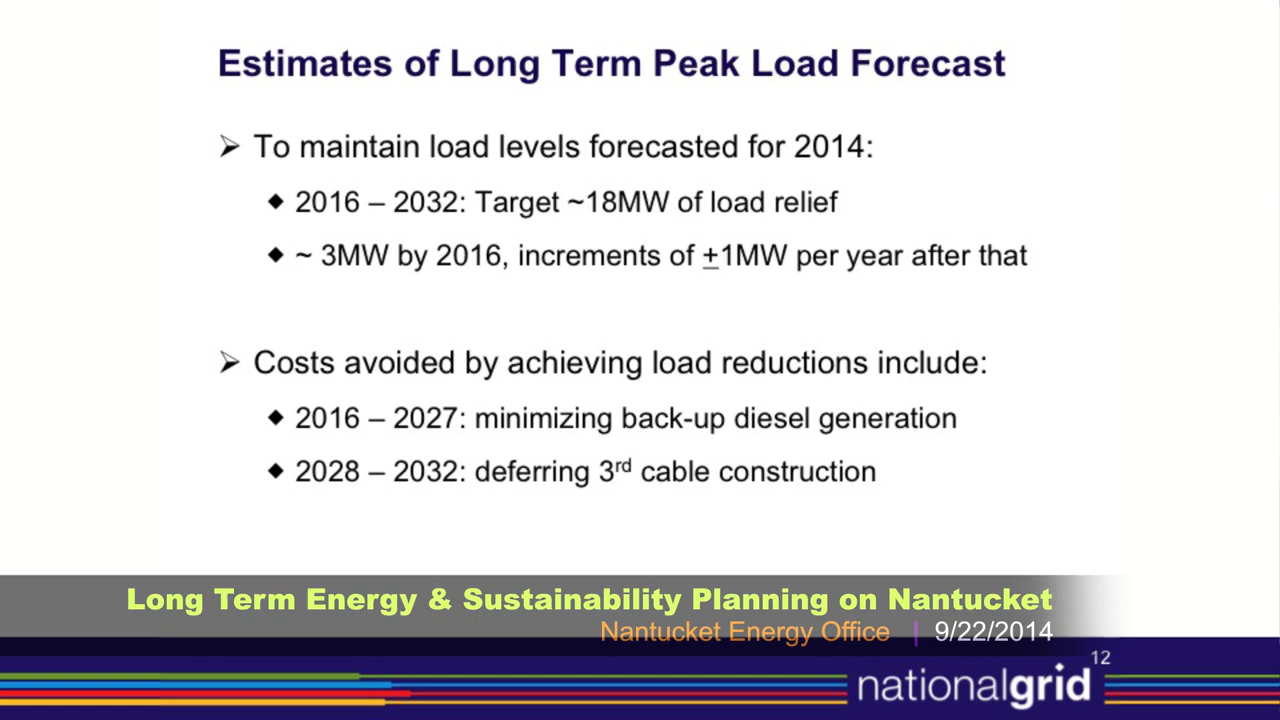 Estimates of Long Term Peak Load Forecast
➢ To maintain load levels forecasted for 2014:
◆ 2016 – 2032: Target ~18MW of load relief
◆ ~ 3MW by 2016, increments of ±1MW per year after that
➢ Costs avoided by achieving load reductions include:
◆ 2016 – 2027: minimizing back-up diesel generation
◆ 2028 – 2032: deferring 3rd cable construction
Long Term Energy & Sustainability Planning on Nantucket
Nantucket Energy Office | 9/22/2014
12
nationalgrid